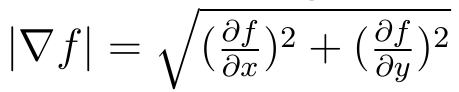 |∇f| = √((∂f/∂x)² + (∂f/∂y)²)